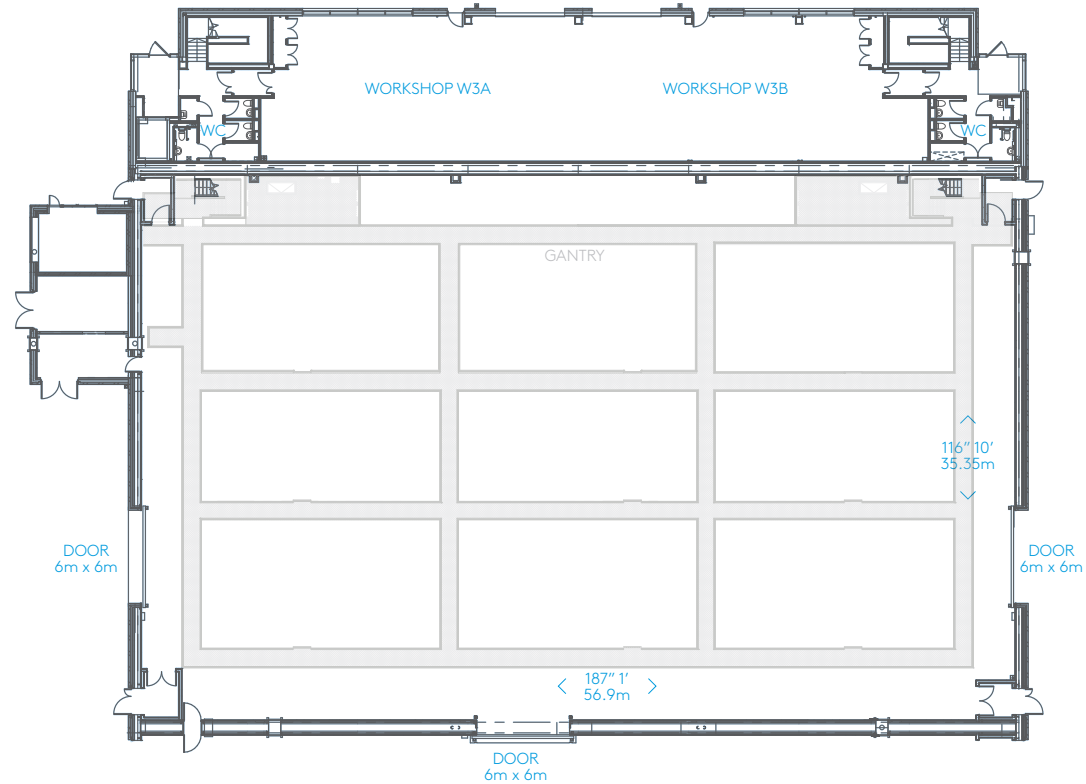 WORKSHOP W3A
WORKSHOP W3B
WC
WC
GANTRY
116″ 10′
35.35m
DOOR
6m x 6m
DOOR
6m x 6m
187″ 1′
56.9m
DOOR
6m x 6m